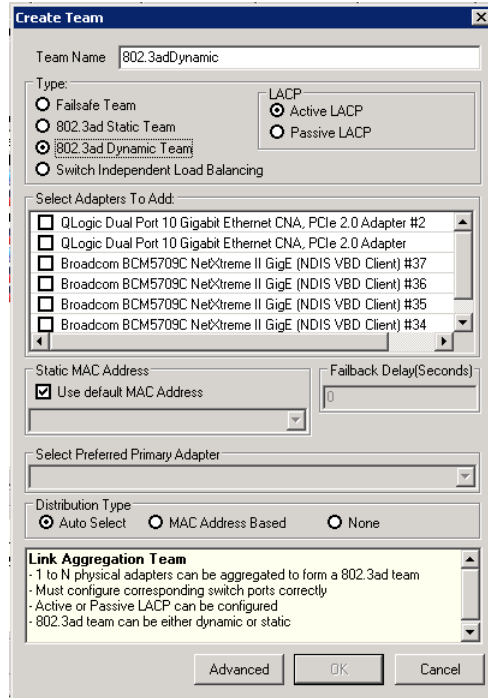 Create Team
Team Name 802.3adDynamic
Type:
Failsafe Team
802.3ad Static Team
802.3ad Dynamic Team
Switch Independent Load Balancing
LACP
Active LACP
Passive LACP
Select Adapters To Add:
QLogic Dual Port 10 Gigabit Ethernet CNA, PCIe 2.0 Adapter #2
QLogic Dual Port 10 Gigabit Ethernet CNA, PCIe 2.0 Adapter
Broadcom BCM5709C NetXtreme II GigE (NDIS VBD Client) #37
Broadcom BCM5709C NetXtreme II GigE (NDIS VBD Client) #36
Broadcom BCM5709C NetXtreme II GigE (NDIS VBD Client) #35
Broadcom BCM5709C NetXtreme II GigE (NDIS VBD Client) #34
Static MAC Address
Use default MAC Address
Failback Delay(Seconds)
0
Select Preferred Primary Adapter
Distribution Type
Auto Select MAC Address Based None
Link Aggregation Team
- 1 to N physical adapters can be aggregated to form a 802.3ad team
- Must configure corresponding switch ports correctly
- Active or Passive LACP can be configured
- 802.3ad team can be either dynamic or static
Advanced OK Cancel